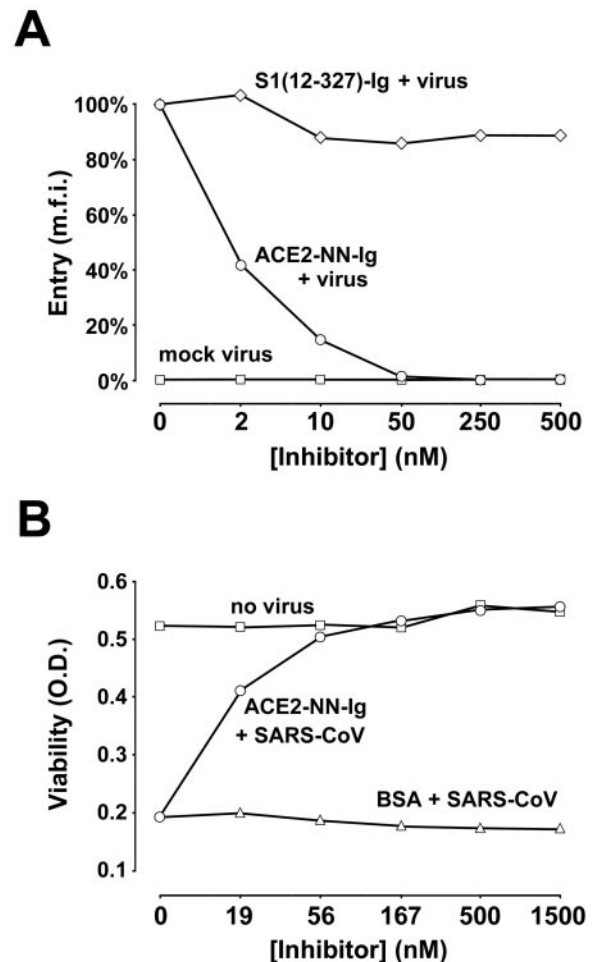 A
S1(12-327)-Ig + virus
100%
80%
60%
40%
20%
0%
Entry (m.f.i.)
ACE2-NN-Ig
+ virus
mock virus
0 2 10 50 250 500
[Inhibitor] (nM)
B
0.6
0.5
0.4
0.3
0.2
0.1
Viability (O.D.)
no virus
ACE2-NN-Ig
+ SARS-CoV
BSA + SARS-CoV
0 19 56 167 500 1500
[Inhibitor] (nM)